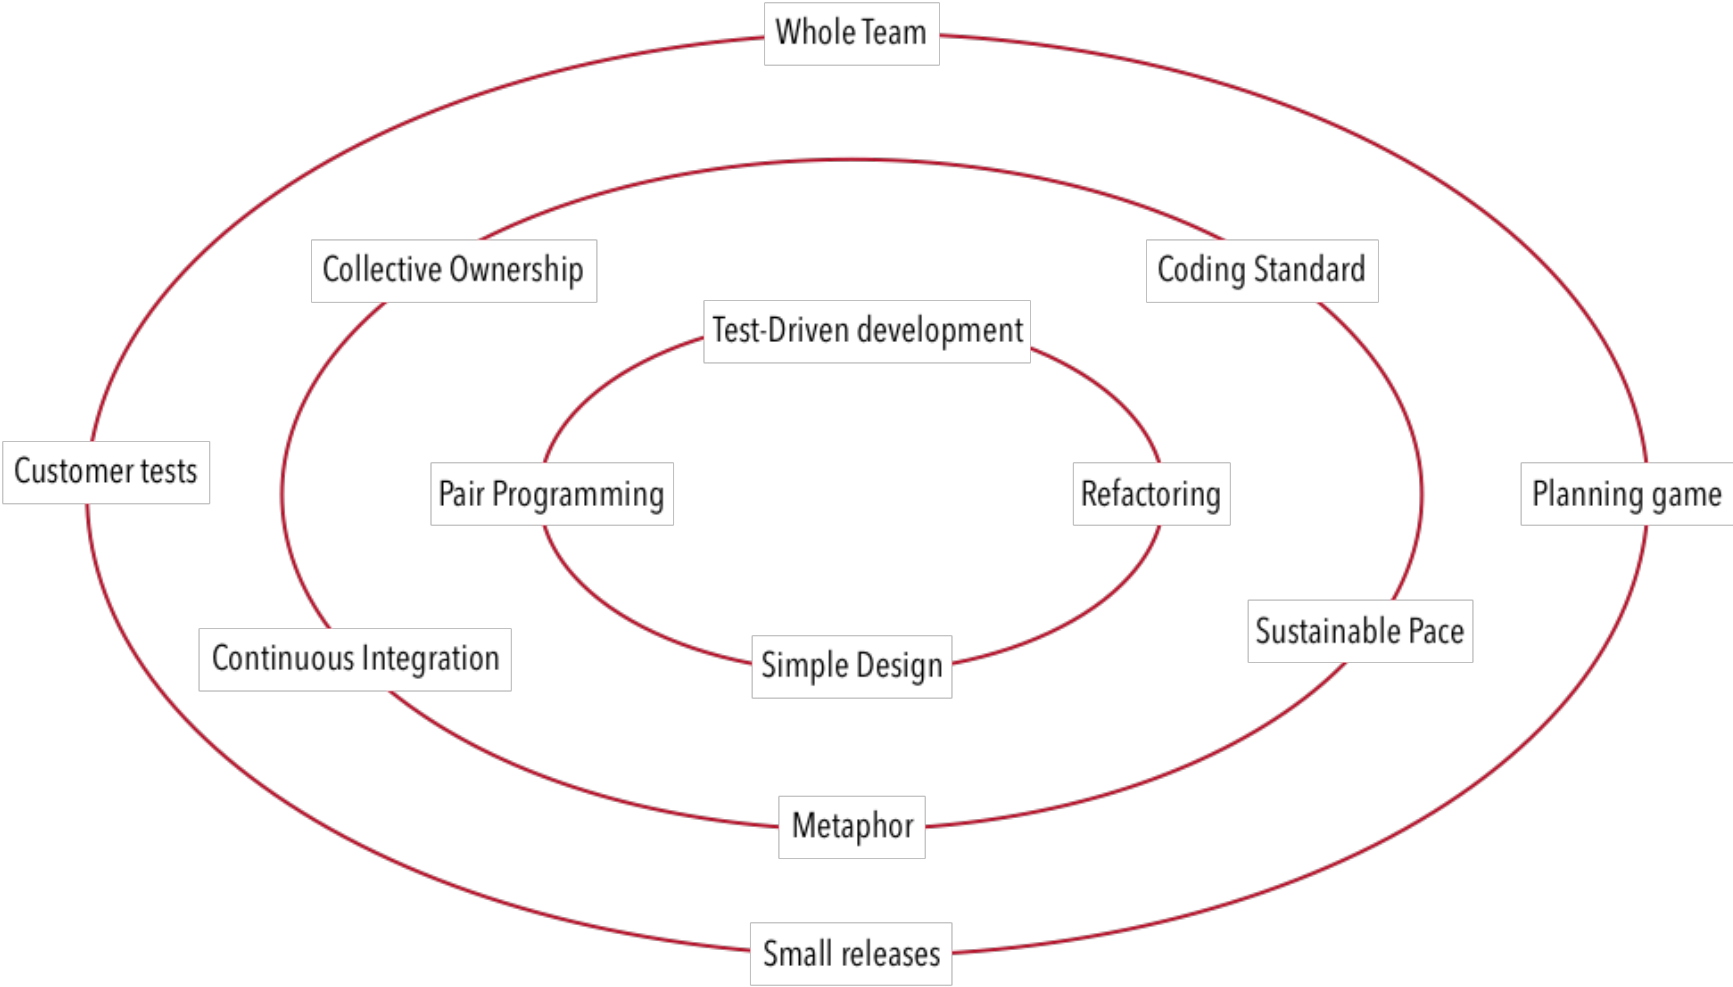 Whole Team
Collective Ownership
Coding Standard
Test-Driven development
Customer tests
Pair Programming
Refactoring
Planning game
Continuous Integration
Sustainable Pace
Simple Design
Metaphor
Small releases